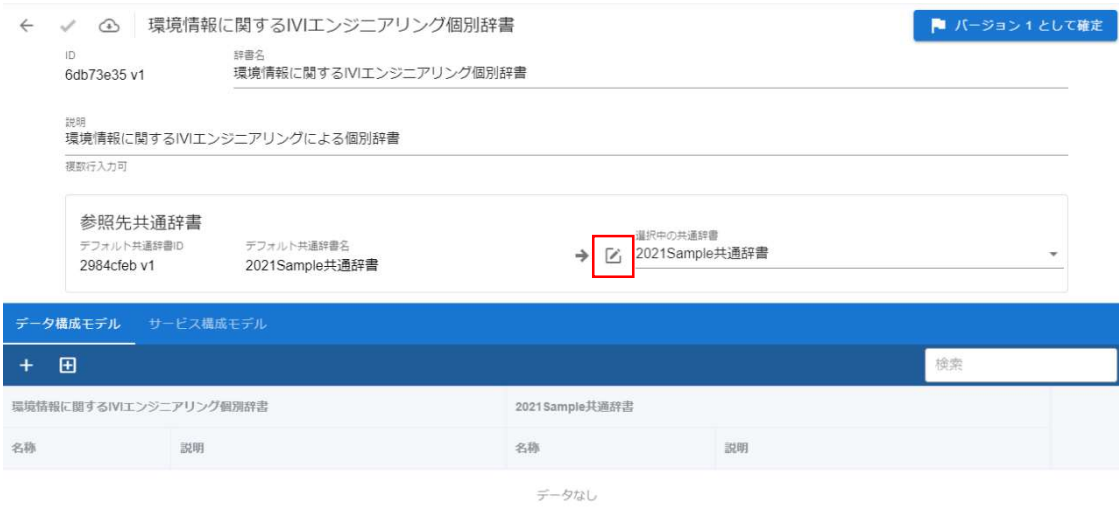 環境情報に関するIVIエンジニアリング個別辞書
バージョン 1 として確定
ID
辞書名
6db73e35 v1
環境情報に関するIVIエンジニアリング個別辞書
説明
環境情報に関するIVIエンジニアリングによる個別辞書
複数行入力可
参照先共通辞書
デフォルト共通辞書ID
デフォルト共通辞書名
選択中の共通辞書
2984cfeb v1
2021Sample共通辞書
2021Sample共通辞書
データ構成モデル
サービス構成モデル
検索
環境情報に関するIVIエンジニアリング個別辞書
2021Sample共通辞書
名称
説明
名称
説明
データなし